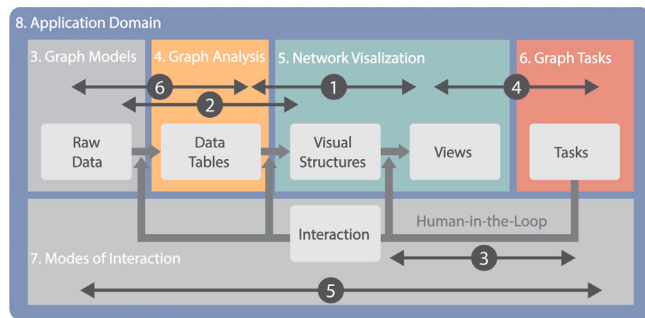 8. Application Domain
3. Graph Models
4. Graph Analysis
5. Network Visalization
6. Graph Tasks
6
1
2
4
Raw
Data
Data
Tables
Visual
Structures
Views
Tasks
Interaction
Human-in-the-Loop
7. Modes of Interaction
3
5